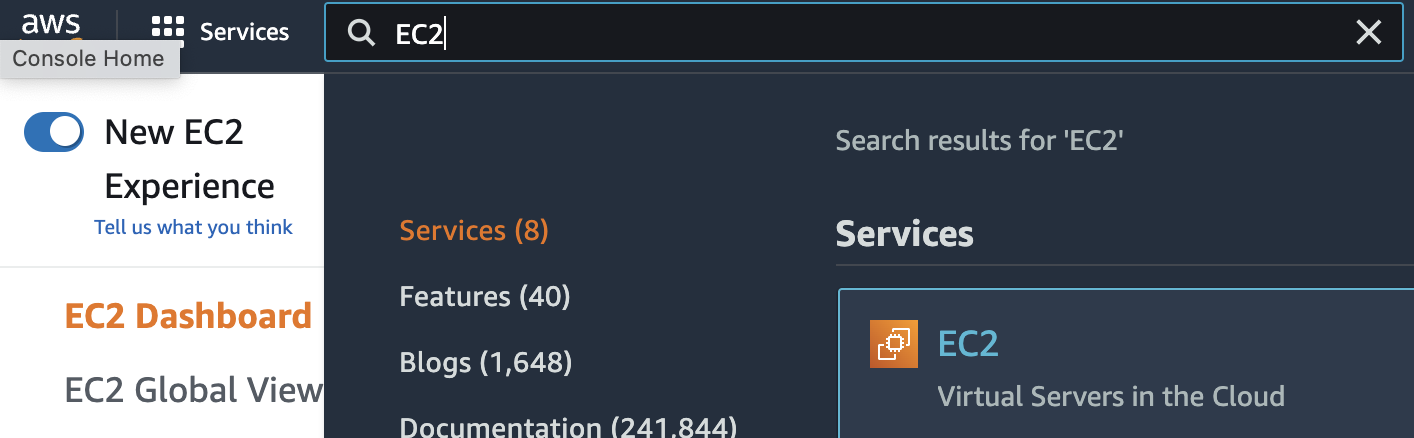 aws
Services
EC2
Console Home
New EC2
Experience
Tell us what you think
EC2 Dashboard
EC2 Global View
Search results for 'EC2'
Services (8)
Features (40)
Blogs (1,648)
Documentation (241,844)
Services
EC2
Virtual Servers in the Cloud